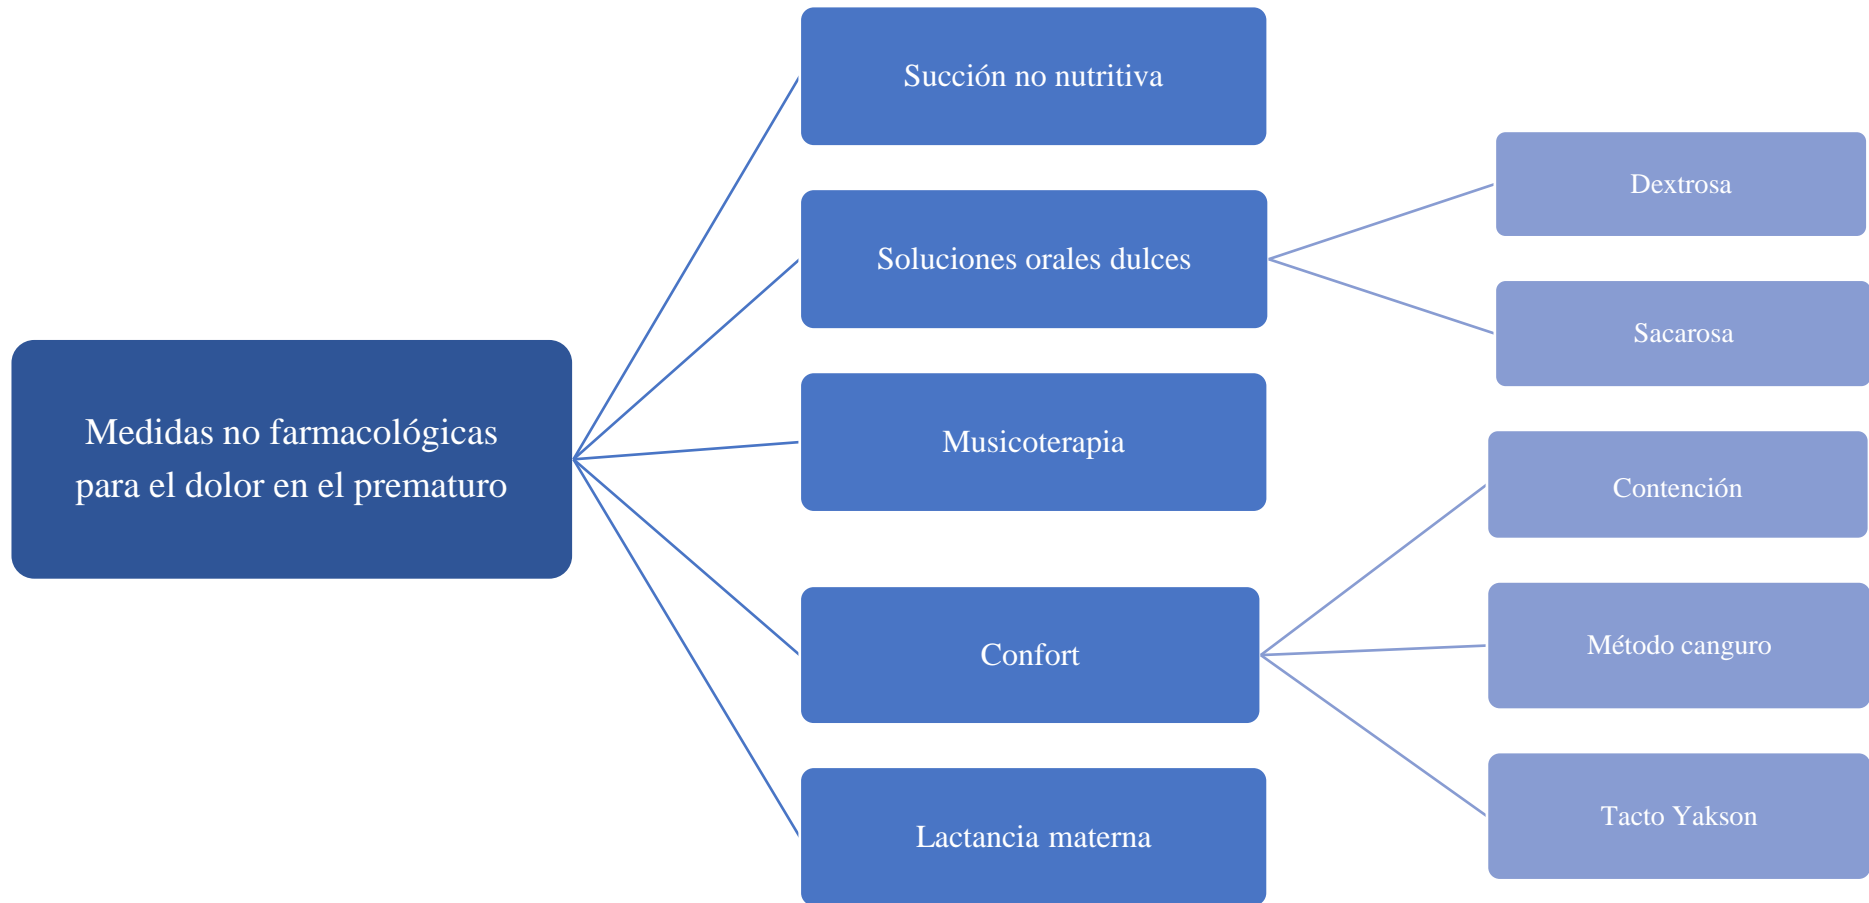 Medidas no farmacológicas
para el dolor en el prematuro
Succión no nutritiva
Soluciones orales dulces
Musicoterapia
Confort
Lactancia materna
Dextrosa
Sacarosa
Contención
Método canguro
Tacto Yakson